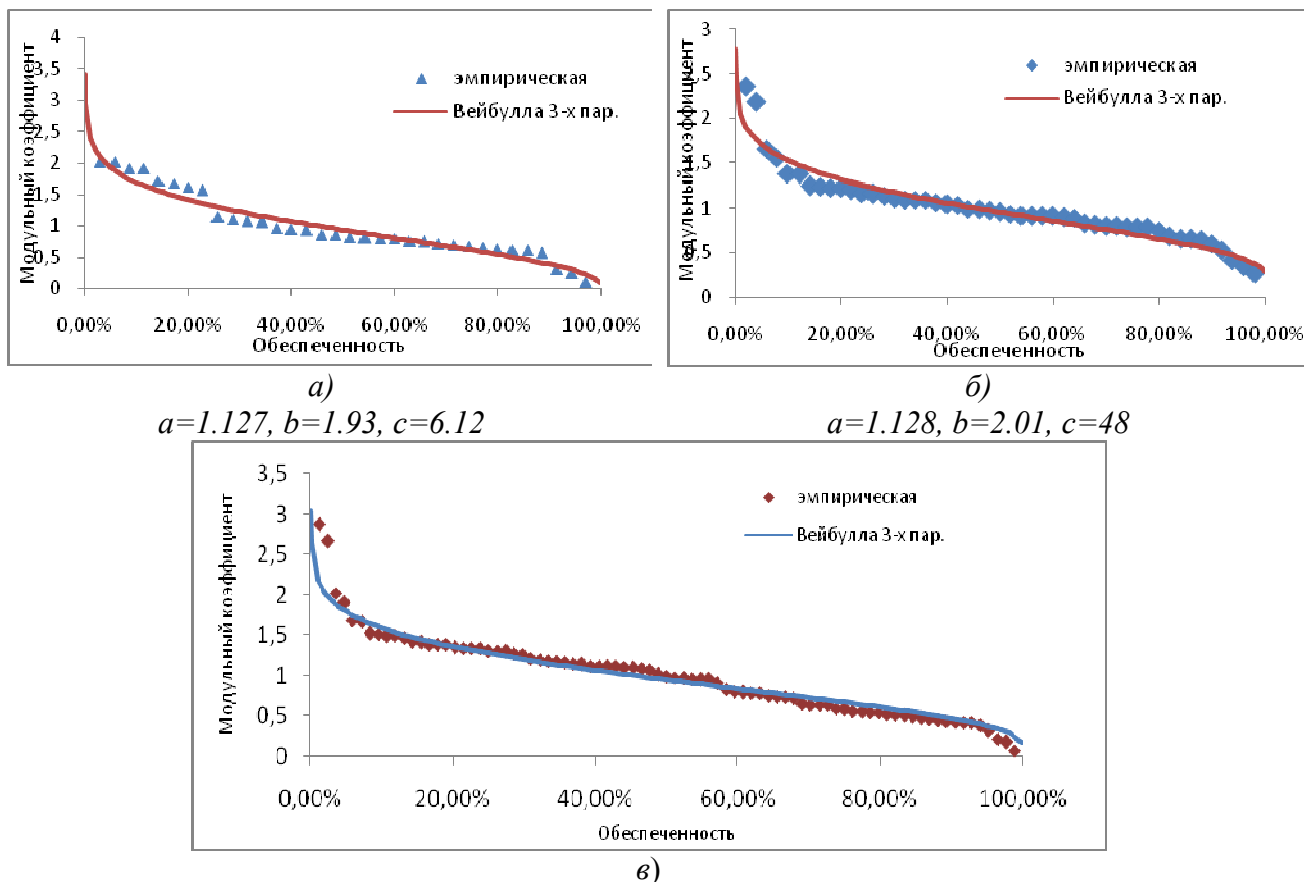 4
3,5
3
2,5
2
1,5
1
0,5
0
Модульный коэффициент
эмпирическая
Вейбулла 3-х пар.
0,00% 20,00% 40,00% 60,00% 80,00% 100,00%
Обеспеченность
3
2,5
2
1,5
1
0,5
0
Модульный коэффициент
эмпирическая
Вейбулла 3-х пар.
0,00% 20,00% 40,00% 60,00% 80,00% 100,00%
Обеспеченность
а) б)
a=1.127, b=1.93, c=6.12 a=1.128, b=2.01, c=48
3,5
3
2,5
2
1,5
1
0,5
0
Модульный коэффициент
эмпирическая
Вейбулла 3-х пар.
0,00% 20,00% 40,00% 60,00% 80,00% 100,00%
Обеспеченность
в)